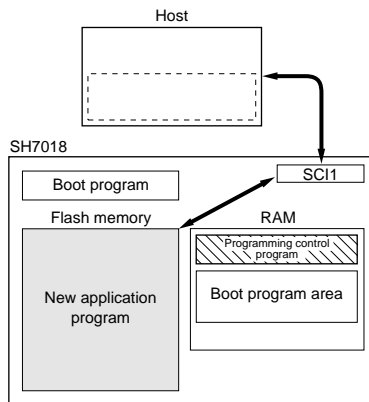 Host
SH7018
SCI1
Boot program
Flash memory
RAM
Programming control
program
New application
program
Boot program area